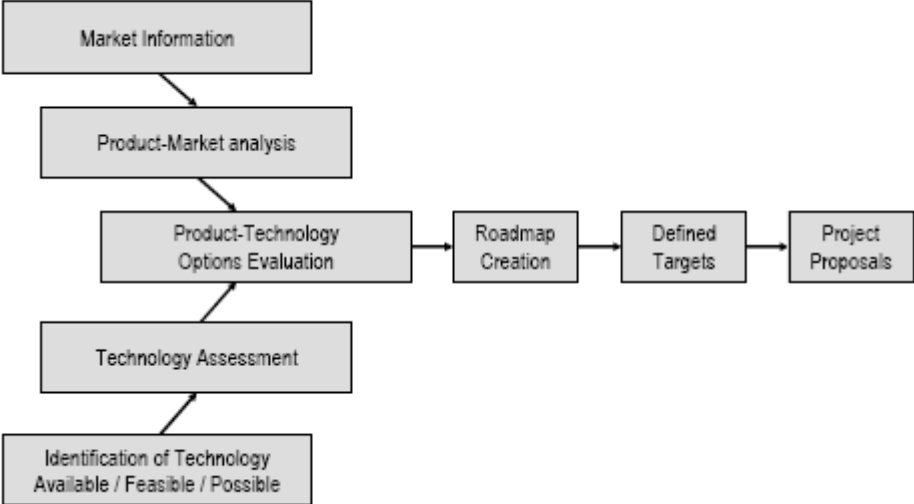 Market Information
Product-Market analysis
Product-Technology
Options Evaluation
Roadmap
Creation
Defined
Targets
Project
Proposals
Technology Assessment
Identification of Technology
Available / Feasible / Possible